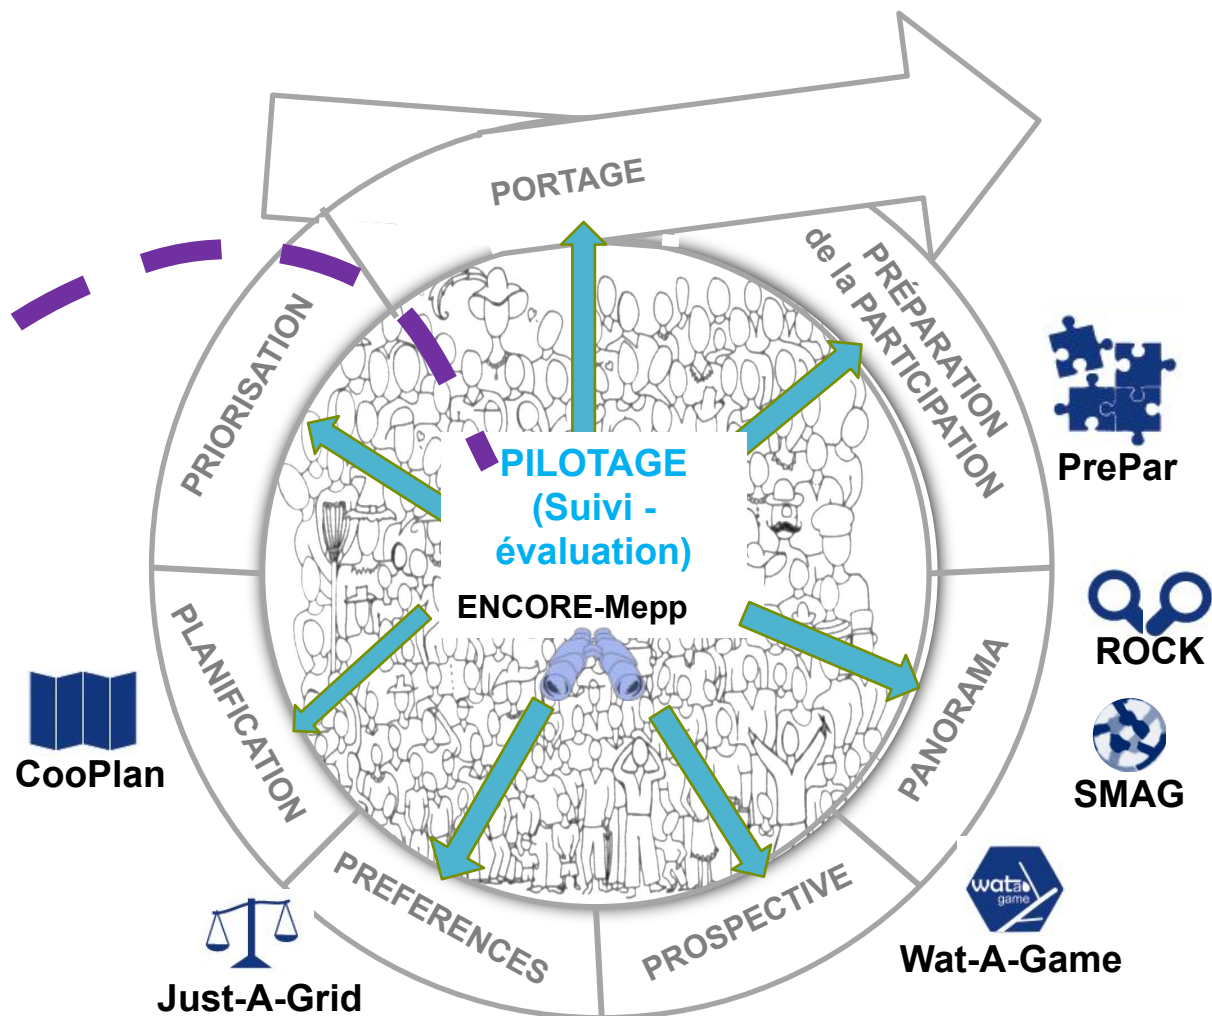 PORTAGE
PRÉPARATION
de la PARTICIPATION
PRIORISATION
PILOTAGE
(Suivi -
évaluation)
ENCORE-Mepp
PrePar
ROCK
PANORAMA
SMAG
PLANIFICATION
CooPlan
PREFERENCES
PROSPECTIVE
wata
game
Wat-A-Game
Just-A-Grid